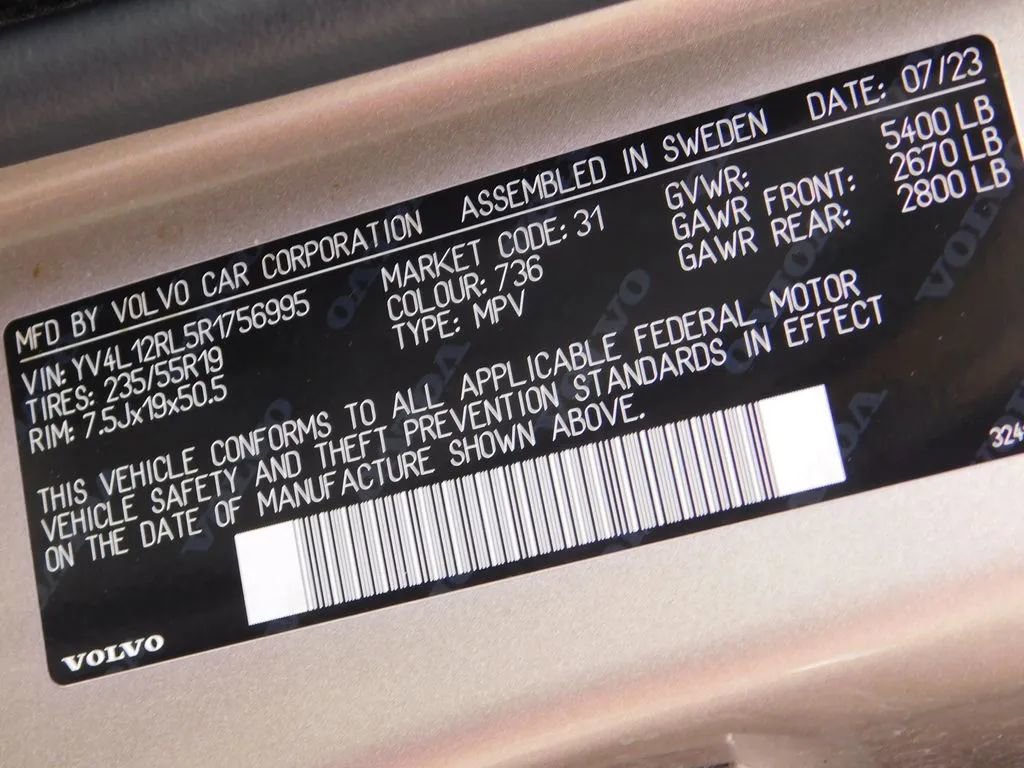 MFD BY VOLVO CAR CORPORATION ASSEMBLED IN SWEDEN DATE: 07/23
VIN: YV4L12RL5R1756995 MARKET CODE: 31 GVWR: 5400 LB
TIRES: 235/55R19 COLOUR: 736 GAWR FRONT: 2670 LB
RIM: 7.5Jx19x50.5 TYPE: MPV GAWR REAR: 2800 LB
THIS VEHICLE CONFORMS TO ALL APPLICABLE FEDERAL MOTOR
VEHICLE SAFETY AND THEFT PREVENTION STANDARDS IN EFFECT
ON THE DATE OF MANUFACTURE SHOWN ABOVE.
VOLVO